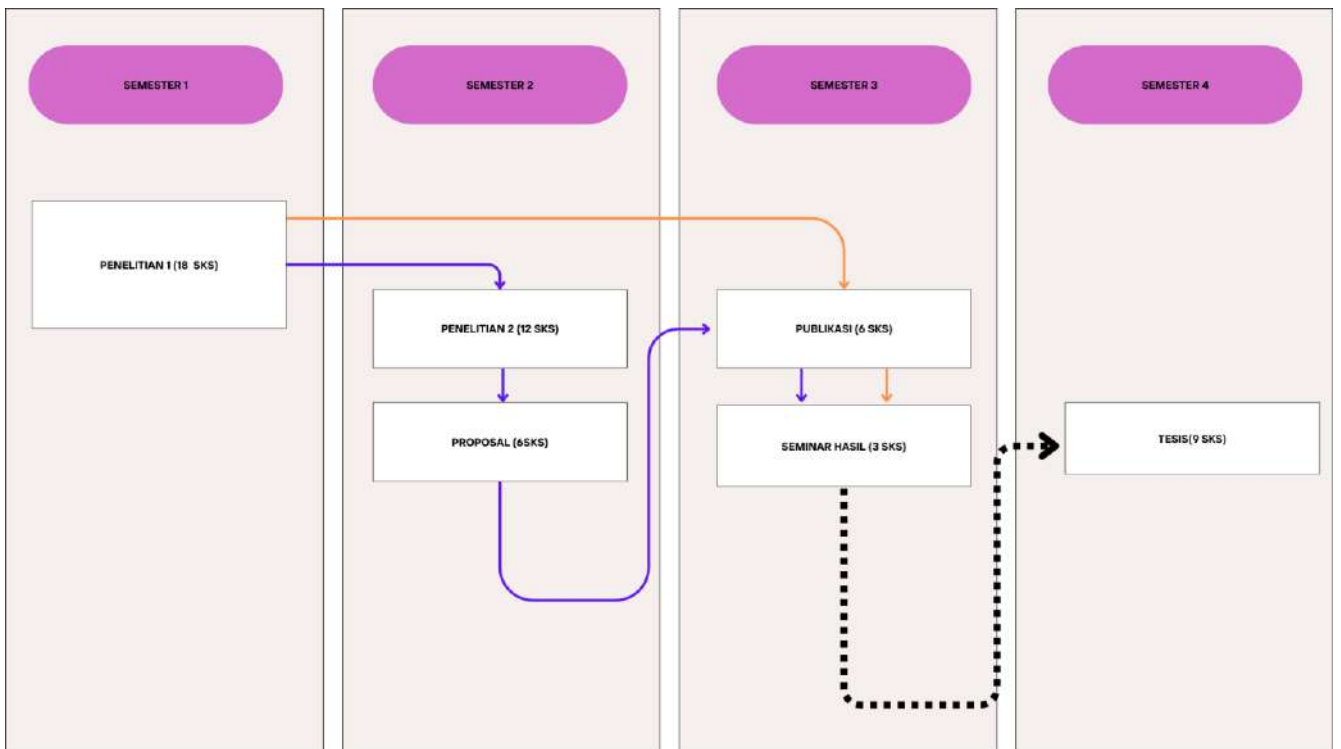 SEMESTER 1
SEMESTER 2
SEMESTER 3
SEMESTER 4
PENELITIAN 1 (18 SKS)
PENELITIAN 2 (12 SKS)
PUBLIKASI (6 SKS)
PROPOSAL (6SKS)
SEMINAR HASIL (3 SKS)
TESIS(9 SKS)